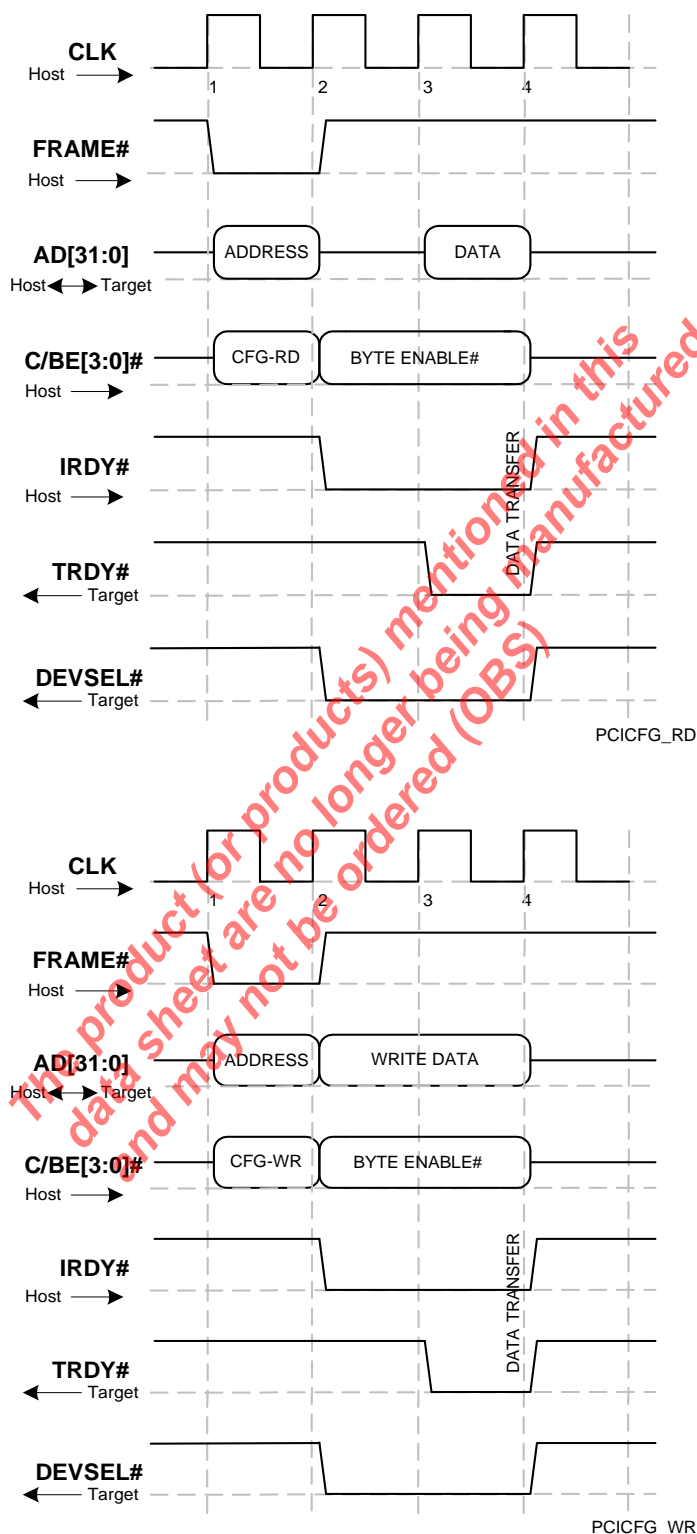 CLK
Host
1
2
3
4
FRAME#
Host
AD[31:0]
ADDRESS
DATA
Host Target
C/BE[3:0]#
CFG-RD
BYTE ENABLE#
Host
IRDY#
Host
DATA TRANSFER
TRDY#
Target
DEVSEL#
Target
PCICFG_RD
CLK
Host
1
2
3
4
FRAME#
Host
AD[31:0]
ADDRESS
WRITE DATA
Host Target
C/BE[3:0]#
CFG-WR
BYTE ENABLE#
Host
IRDY#
Host
DATA TRANSFER
TRDY#
Target
DEVSEL#
Target
PCICFG_WR
The product (or products) mentioned in this
data sheet are no longer being manufactured
and may not be ordered (OBS)